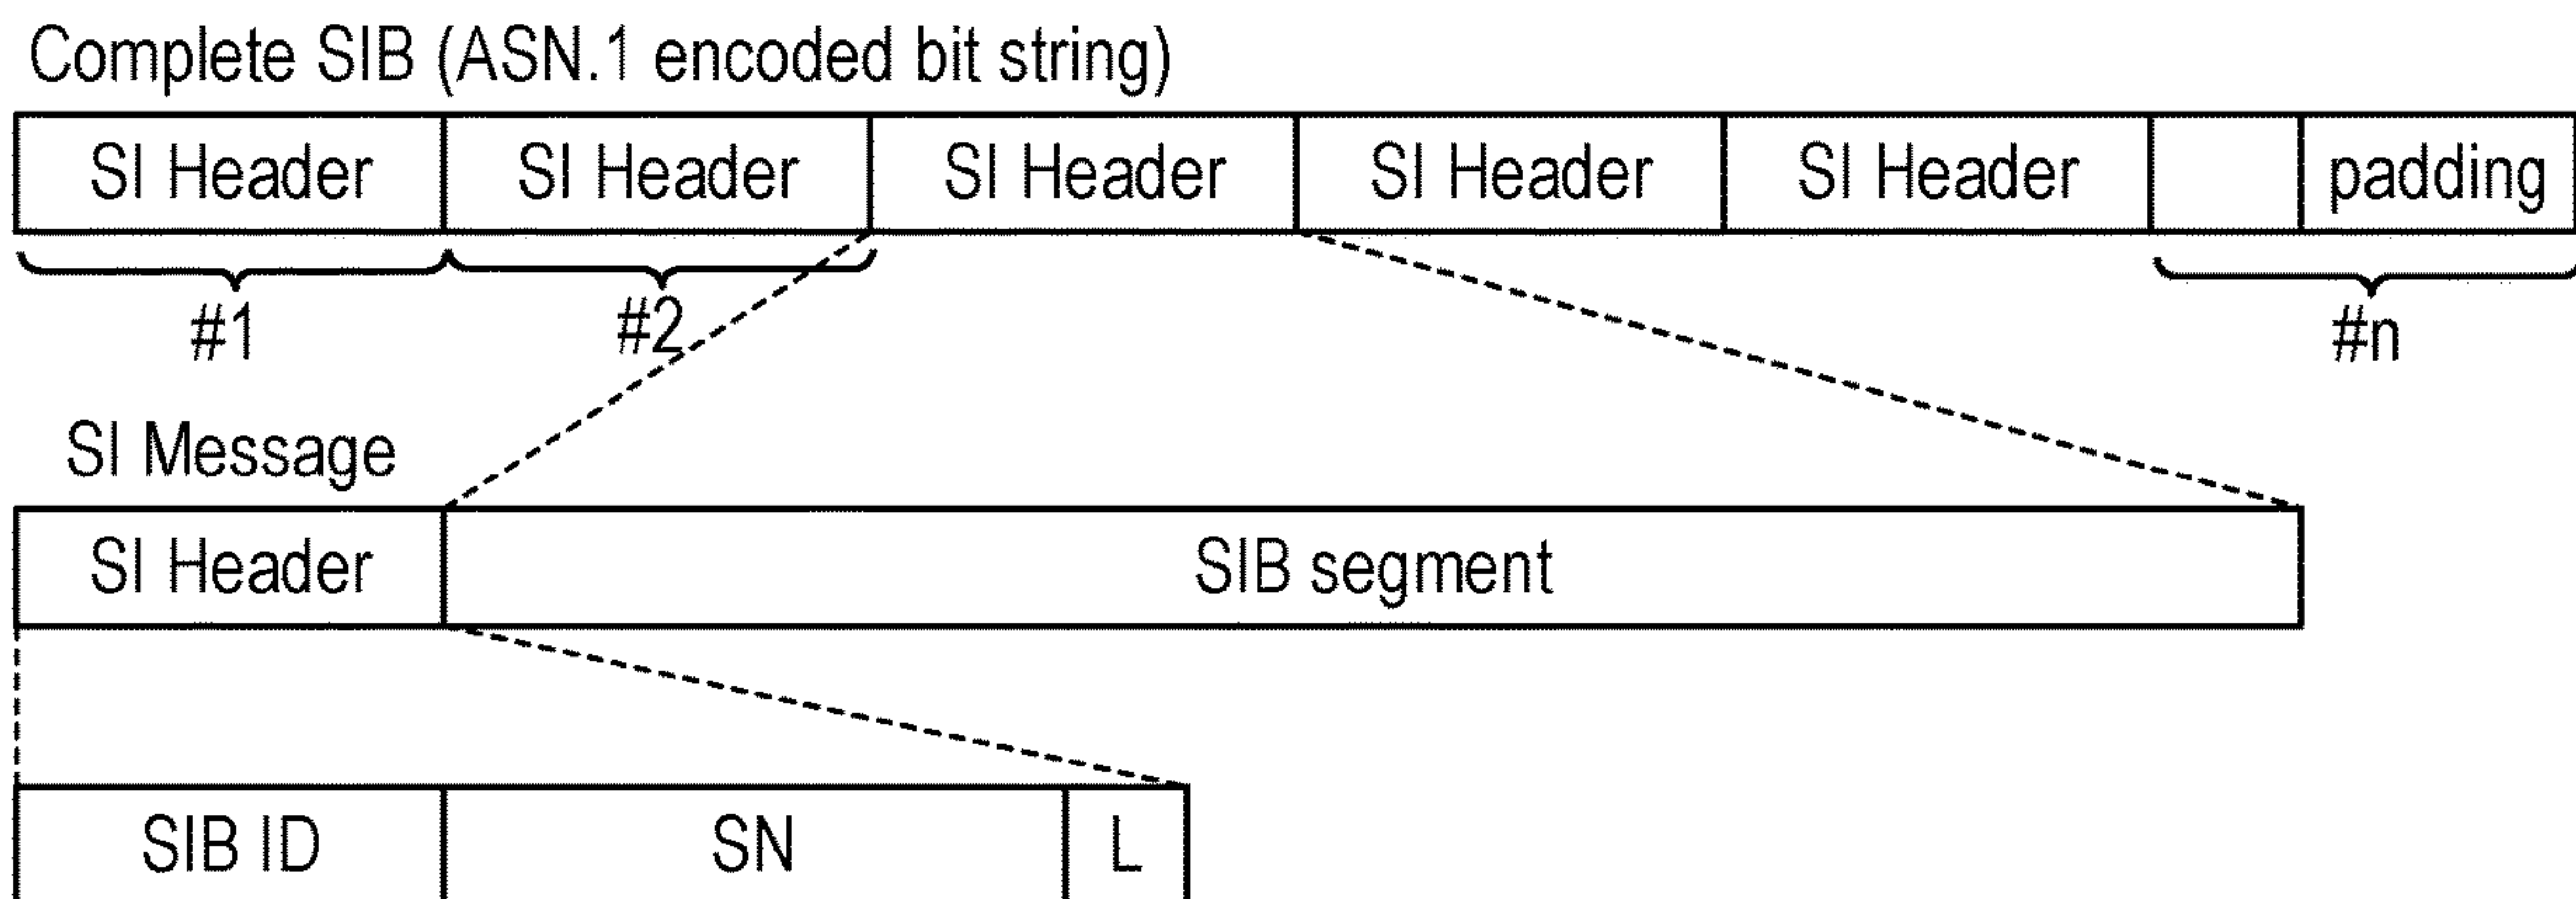 Complete SIB (ASN.1 encoded bit string)
SI Header SI Header SI Header SI Header SI Header padding
#1 #2 #n
SI Message
SI Header SIB segment
SIB ID SN L